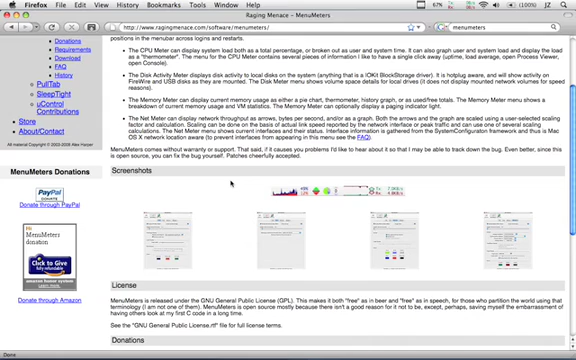 Firefox File Edit View History Bookmarks Tools Window Help
(100%) JZ
Raging Menace - MenuMeters
http://www.ragingmenace.com/software/menumeters/
menumeters
positions in the menubar across logins and restarts.
Donations
Requirements
Download
FAQ
History
PullTab
SleepTight
uControl
Contributions
Store
About/Contact
MenuMeters Donations
PayPal
DONATE
Donate through PayPal
Hi
MenuMeters
donation
Click to Give
fully refundable
amazon honor system
Learn more.
Donate through Amazon
• The CPU Meter can display system load both as a total percentage, or broken out as user and system time. It can also graph user and system load and display the load
as a "thermometer". The menu for the CPU Meter contains several pieces of information I like to have a single click away (uptime, load average, open Process Viewer,
open Console).
• The Disk Activity Meter displays disk activity to local disks on the system (anything that is a IOKit BlockStorage driver). It is hotplug aware, and will show activity on
FireWire and USB disks as they are mounted. The Disk Meter menu shows volume space details for local drives (it does not display mounted network volumes for speed
reasons).
• The Memory Meter can display current memory usage as either a pie chart, thermometer, history graph, or as used/free totals. The Memory Meter menu shows a
breakdown of current memory usage and VM statistics. The Memory Meter can optionally display a paging indicator light.
• The Net Meter can display network throughput as arrows, bytes per second, and/or graph. Both the arrows and the graph are scaled using a user-selected scaling
factor and calculation. Scaling can be done on the basis of actual link speed reported by the network interface or peak traffic and can use one of several scaling
calculations. The Net Meter menu shows current interfaces and their status. Interface information is gathered from the SystemConfiguraton framework and thus is Mac
OS X network location aware (to prevent interfaces from appearing in this menu see the FAQ).
MenuMeters comes without warranty or support. That said, if it causes you problems I'd like to hear about it so that I may be able to track down the bug. Even better, since this
is open source, you can fix the bug yourself. Patches cheerfully accepted.
Screenshots
License
MenuMeters is released under the GNU General Public License (GPL). This makes it both "free" as in beer and "free" as in speech, for those who partition the world using that
terminology (I am not one of them). MenuMeters is open source mostly because there isn't a good reason for it not to be, except, perhaps, saving myself the embarrassment of
having others look at my first C code in a long time.
See the "GNU General Public License.rtf" file for full license terms.
Donations
Done